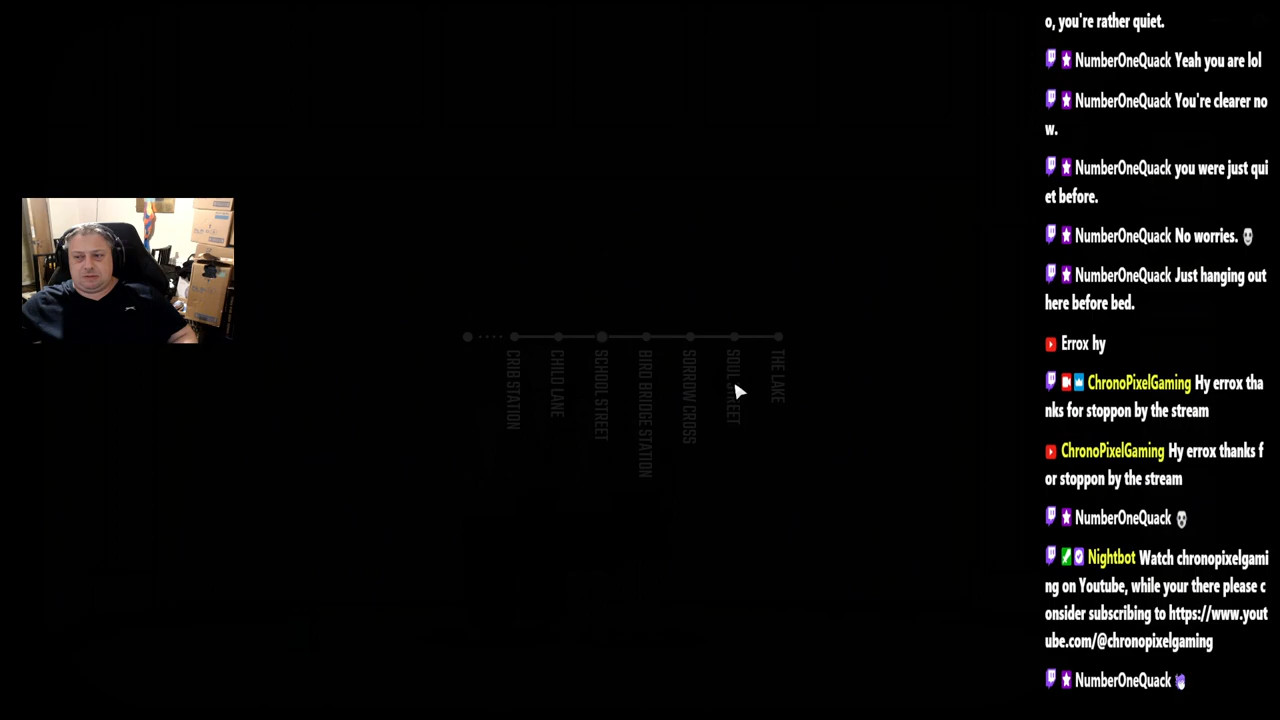 o, you're rather quiet.
NumberOneQuack Yeah you are lol
NumberOneQuack You're clearer no
w.
NumberOneQuack you were just qui
et before.
NumberOneQuack No worries.
NumberOneQuack Just hanging out
here before bed.
Errox hy
ChronoPixelGaming Hy errox tha
nks for stoppon by the stream
ChronoPixelGaming Hy errox thanks f
or stoppon by the stream
NumberOneQuack
Nightbot Watch chronopixelgami
ng on Youtube, while your there please c
onsider subscribing to https://www.yout
ube.com/@chronopixelgaming
NumberOneQuack
CRIB STATION
CHILD LANE
SCHOOL STREET
BIRD BRIDGE STATION
SORROW CROSS
SOUL STREET
THE LAKE